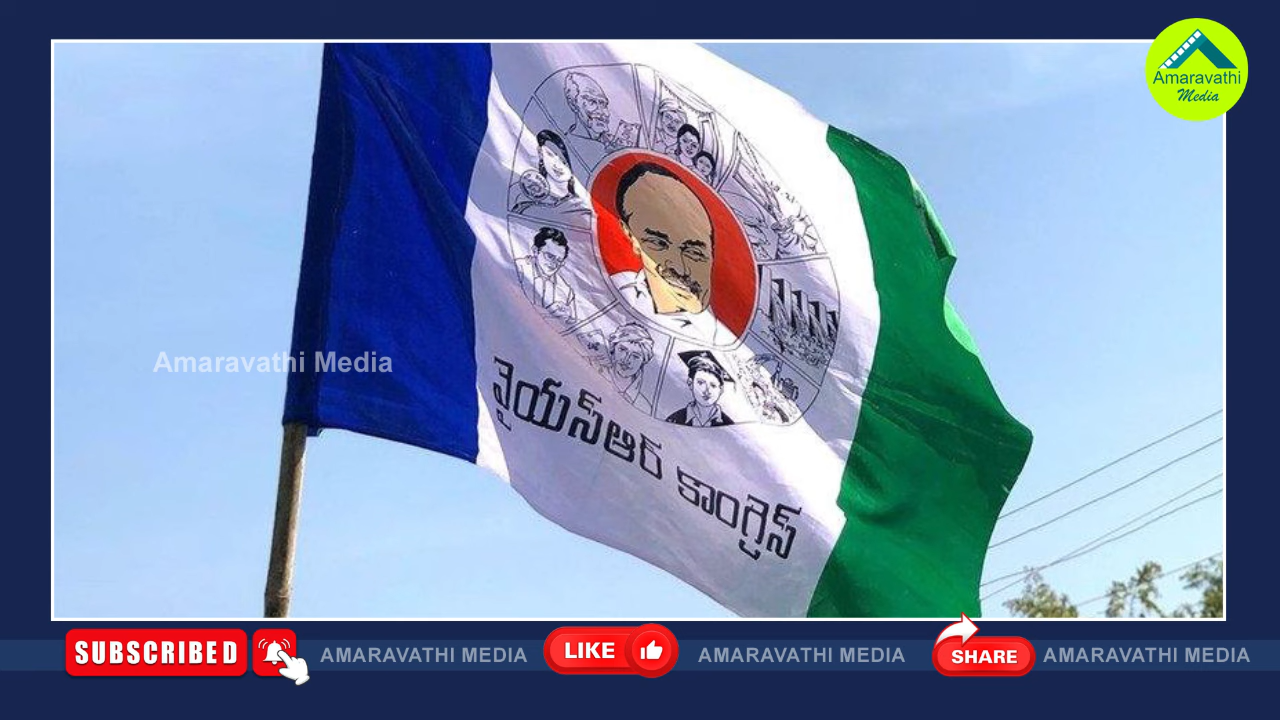 Amaravathi
Media
Amaravathi Media
వైయస్ఆర్ కాంగ్రెస్
SUBSCRIBED
AMARAVATHI MEDIA
LIKE
AMARAVATHI MEDIA
SHARE
AMARAVATHI MEDIA